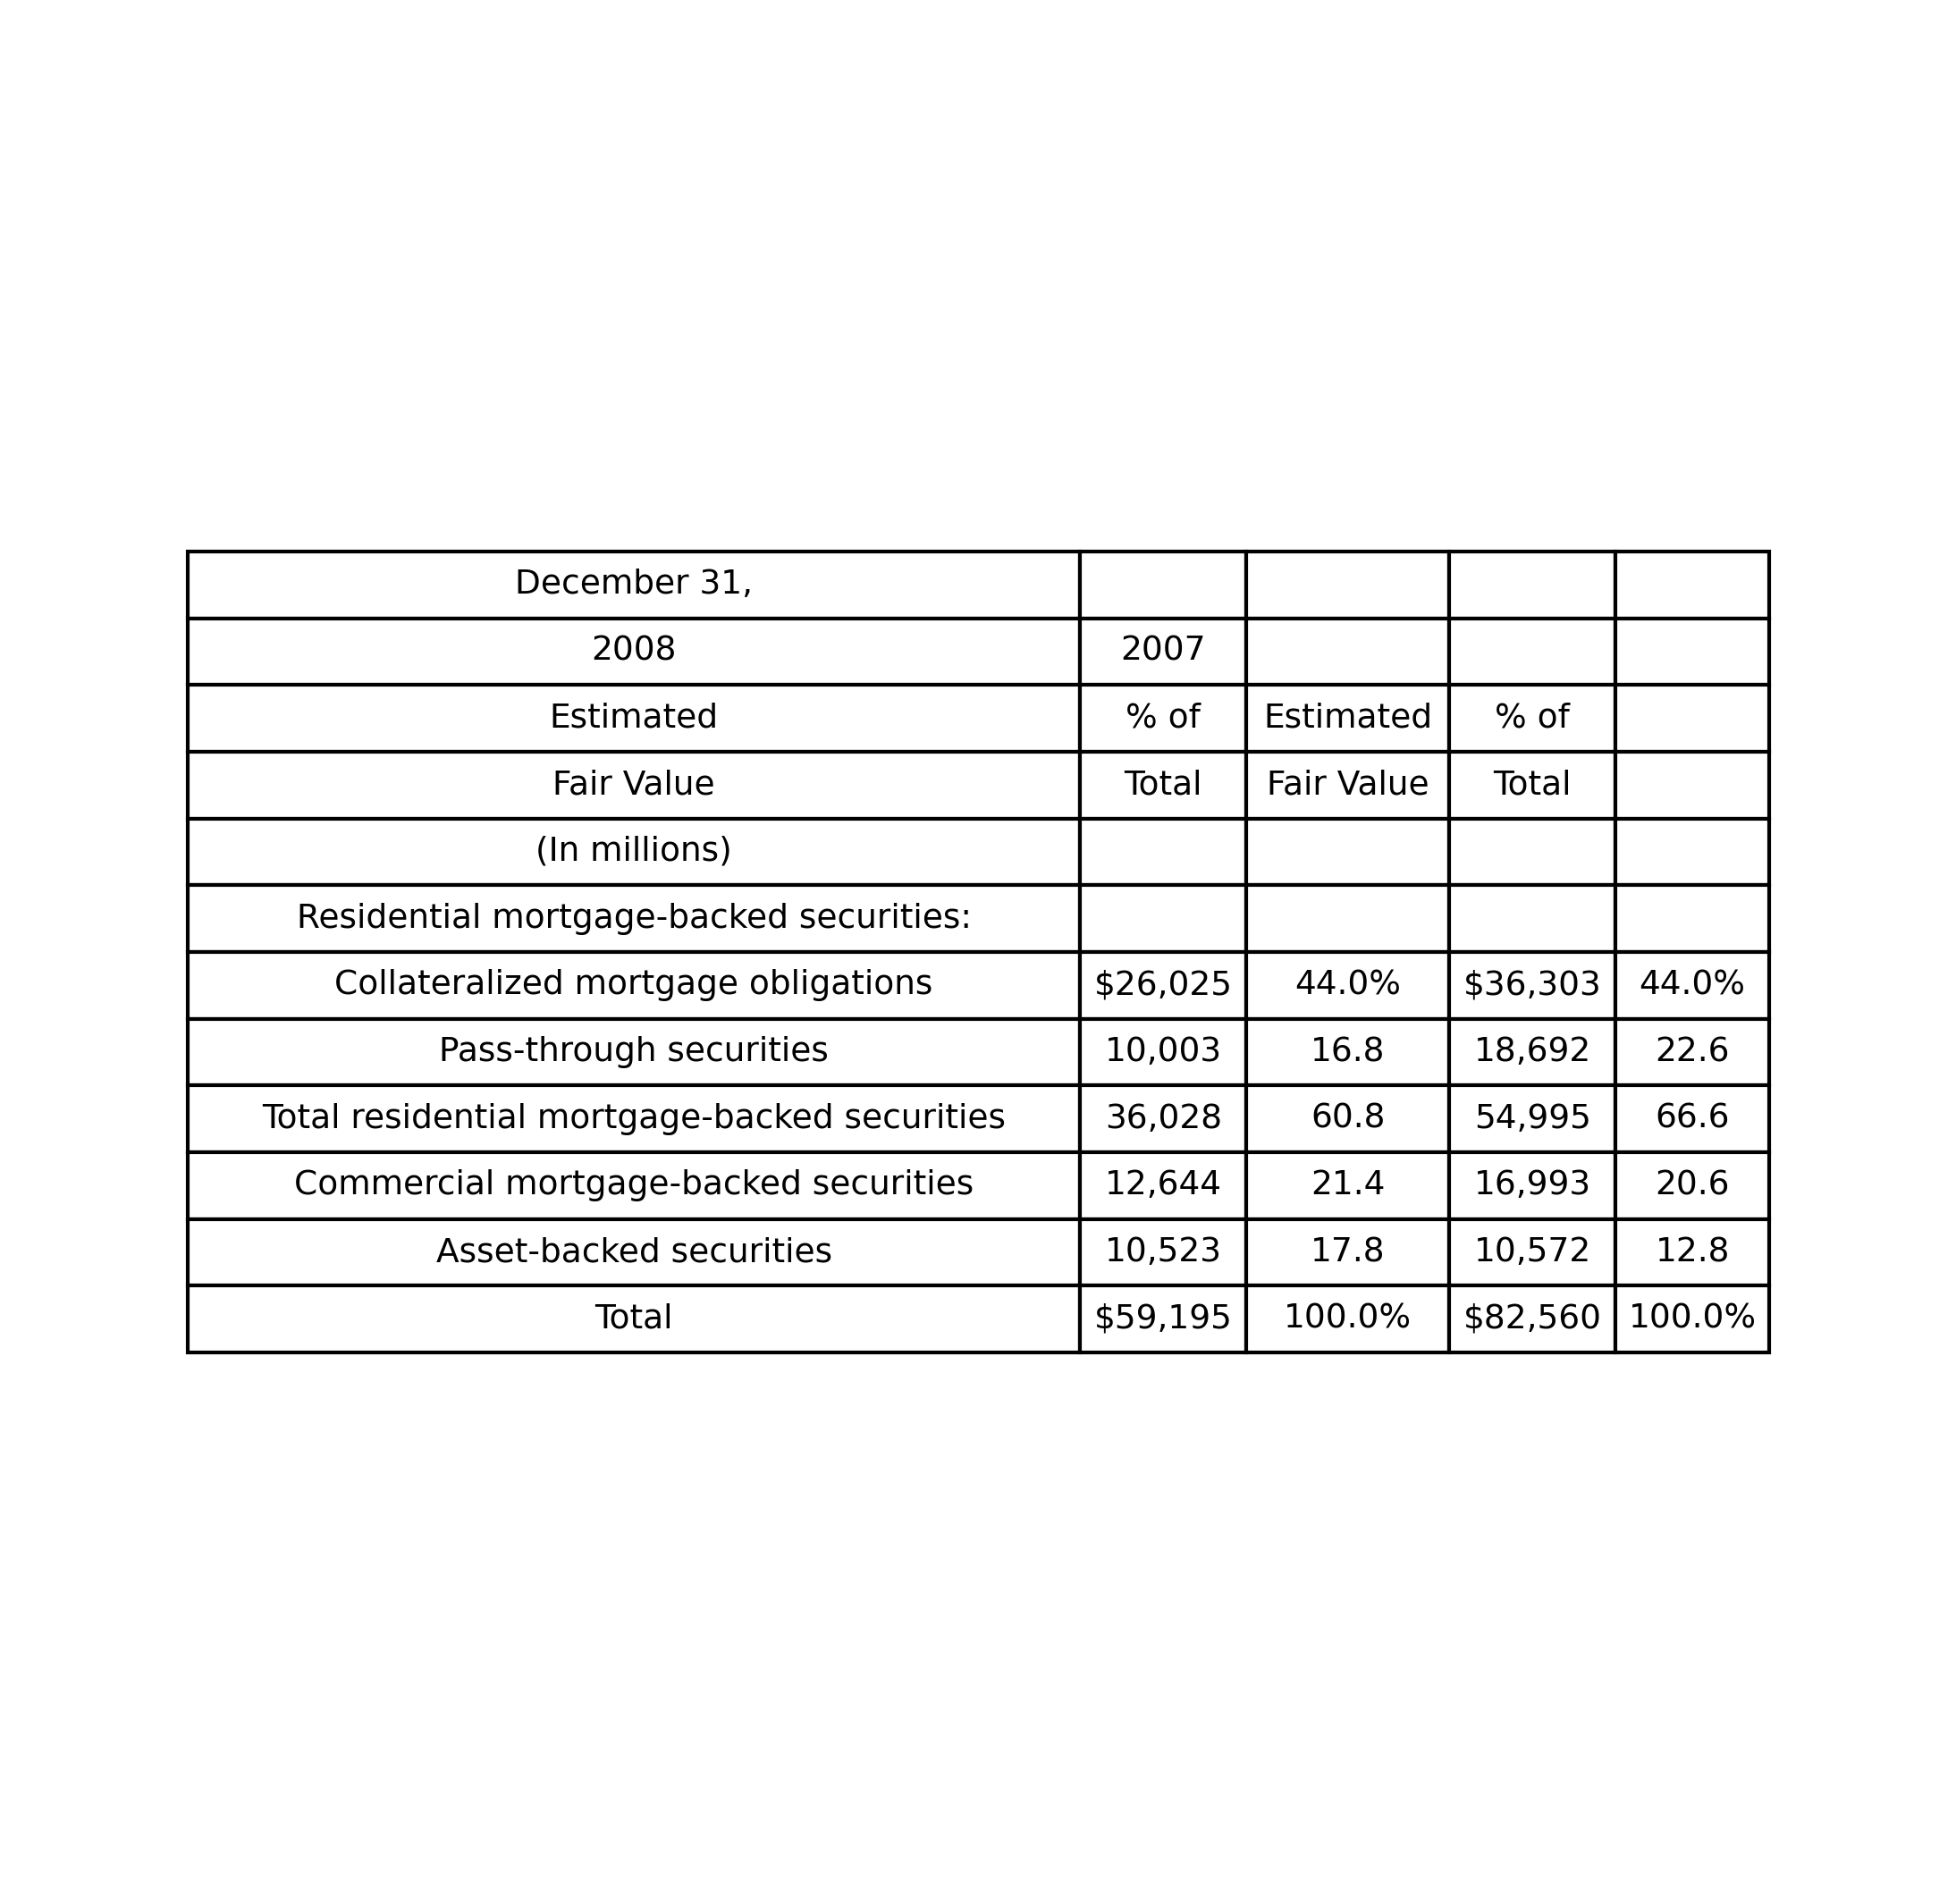 December 31,
2008 2007
Estimated % of Estimated % of
Fair Value Total Fair Value Total
(In millions)
Residential mortgage-backed securities:
Collateralized mortgage obligations $26,025 44.0% $36,303 44.0%
Pass-through securities 10,003 16.8 18,692 22.6
Total residential mortgage-backed securities 36,028 60.8 54,995 66.6
Commercial mortgage-backed securities 12,644 21.4 16,993 20.6
Asset-backed securities 10,523 17.8 10,572 12.8
Total $59,195 100.0% $82,560 100.0%